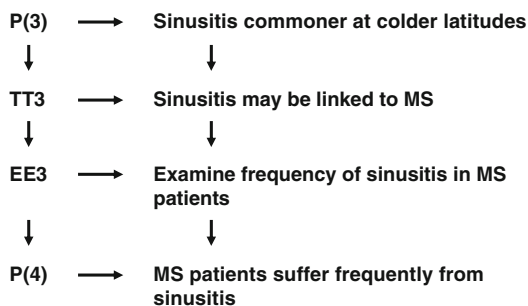 P(3) Sinusitis commoner at colder latitudes
TT3 Sinusitis may be linked to MS
EE3 Examine frequency of sinusitis in MS
patients
P(4) MS patients suffer frequently from
sinusitis